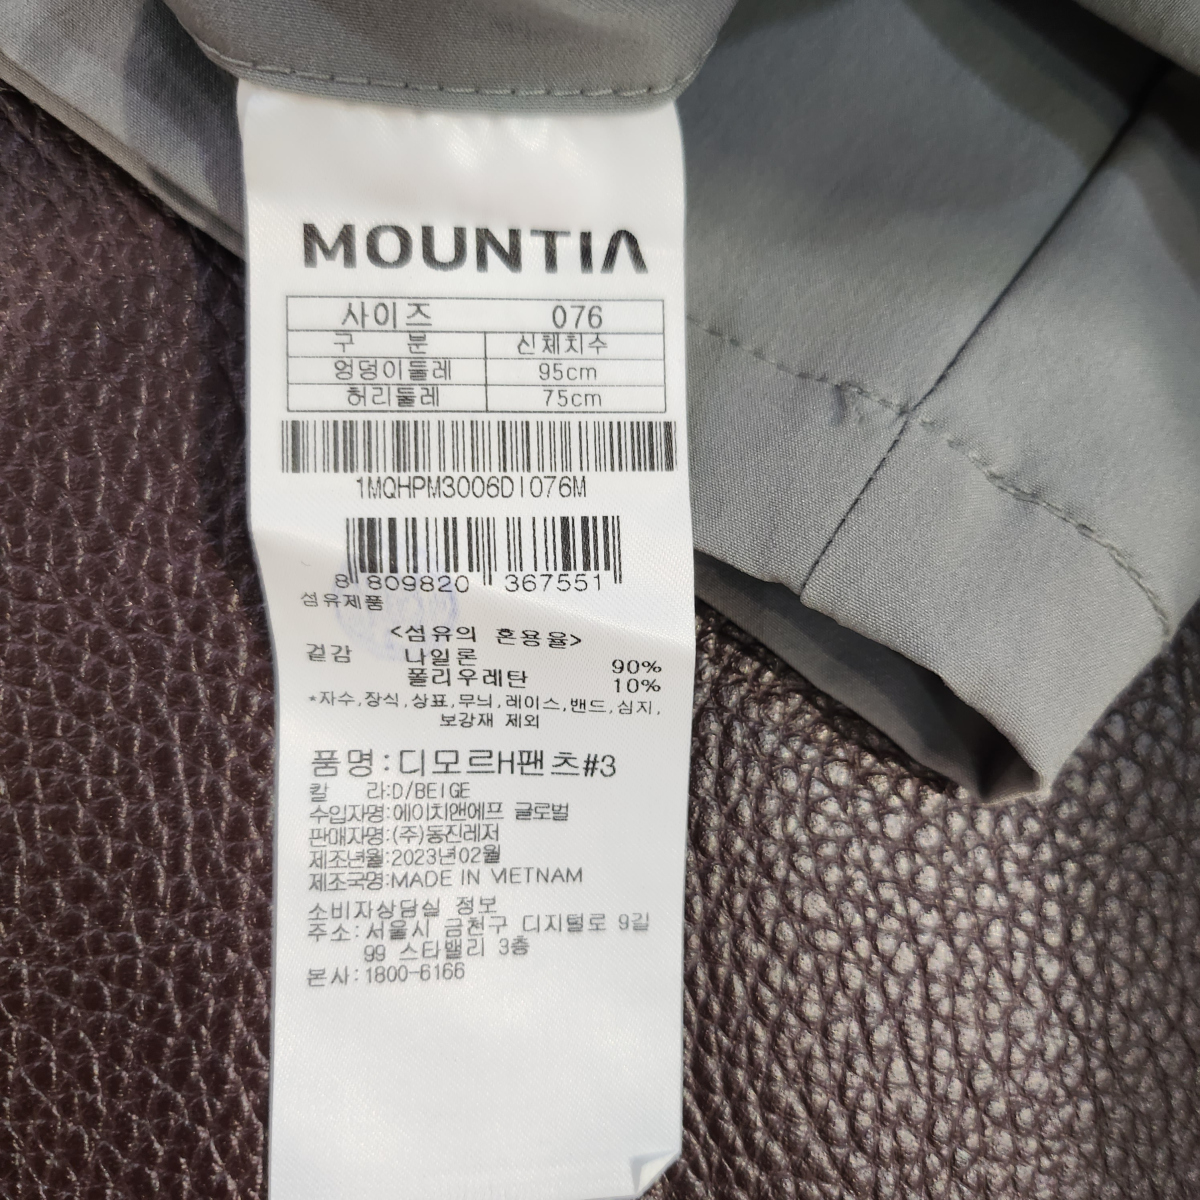 MOUNTIA
사이즈 076
구 분 신체치수
엉덩이둘레 95cm
허리둘레 75cm
1MQHPM3006DI076M
8 809820 367551
섬유제품
<섬유의 혼용율>
겉감 나일론 90%
폴리우레탄 10%
*자수,장식,상표,무늬,레이스,밴드,심지,
보강재 제외
품명:디모르H팬츠#3
칼 라:D/BEIGE
수입자명:에이치앤에프 글로벌
판매자명:(주)동진레저
제조년월:2023년02월
제조국명:MADE IN VIETNAM
소비자상담실 정보
주소:서울시 금천구 디지털로 9길
99 스타밸리 3층
본사:1800-6166